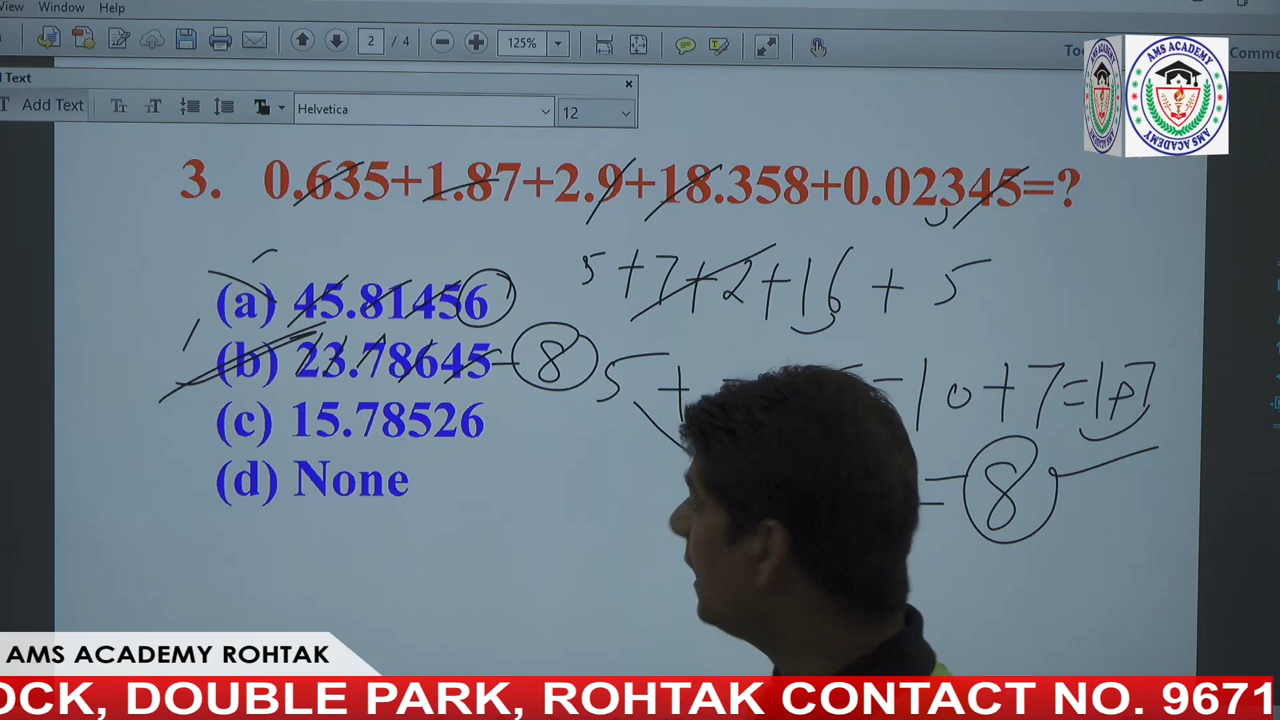 View Window Help
2 / 4 125%
Text
Add Text Helvetica 12
AMS ACADEMY
3. 0.635+1.87+2.9+18.358+0.02345=?
5+7+2+16+5
(a) 45.81456
(b) 23.78645 - 8
5+ -10+7=17
(c) 15.78526
= 8
(d) None
AMS ACADEMY ROHTAK
OCK, DOUBLE PARK, ROHTAK CONTACT NO. 9671